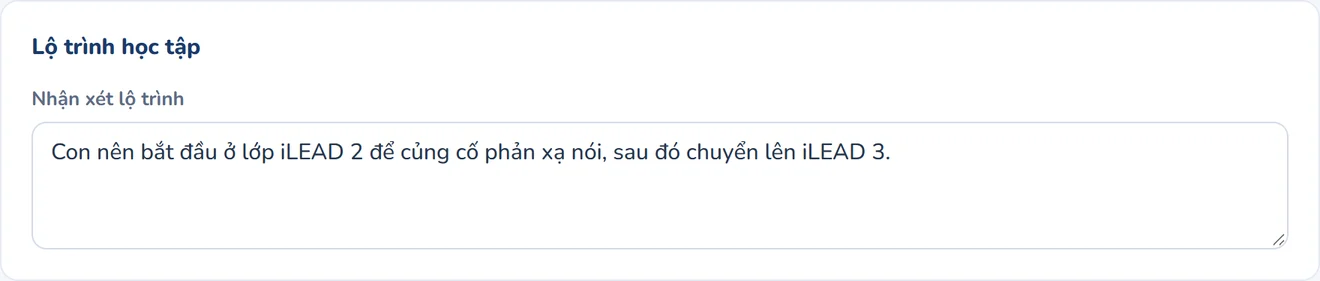 Lộ trình học tập
Nhận xét lộ trình
Con nên bắt đầu ở lớp iLEAD 2 để củng cố phản xạ nói, sau đó chuyển lên iLEAD 3.